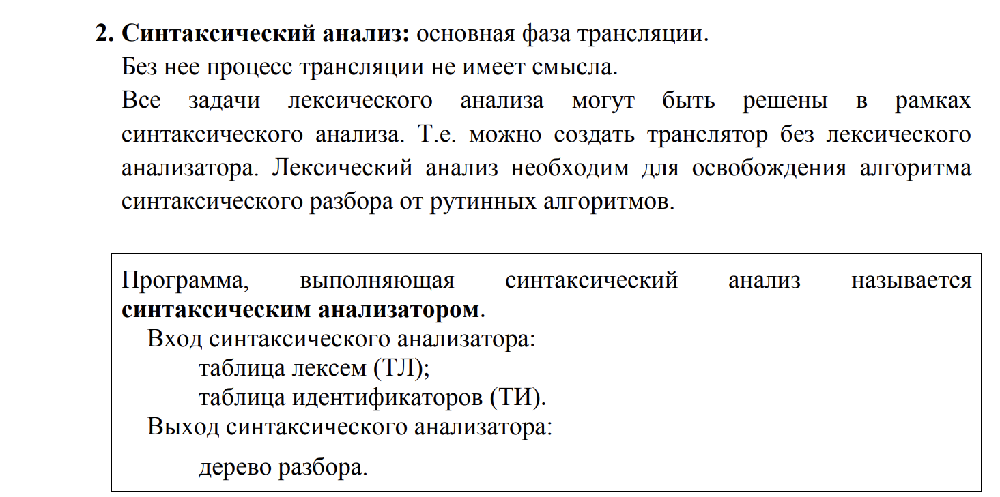 2. Синтаксический анализ: основная фаза трансляции.
Без нее процесс трансляции не имеет смысла.
Все задачи лексического анализа могут быть решены в рамках
синтаксического анализа. Т.е. можно создать транслятор без лексического
анализатора. Лексический анализ необходим для освобождения алгоритма
синтаксического разбора от рутинных алгоритмов.
Программа, выполняющая синтаксический анализ называется
синтаксическим анализатором.
Вход синтаксического анализатора:
таблица лексем (ТЛ);
таблица идентификаторов (ТИ).
Выход синтаксического анализатора:
дерево разбора.